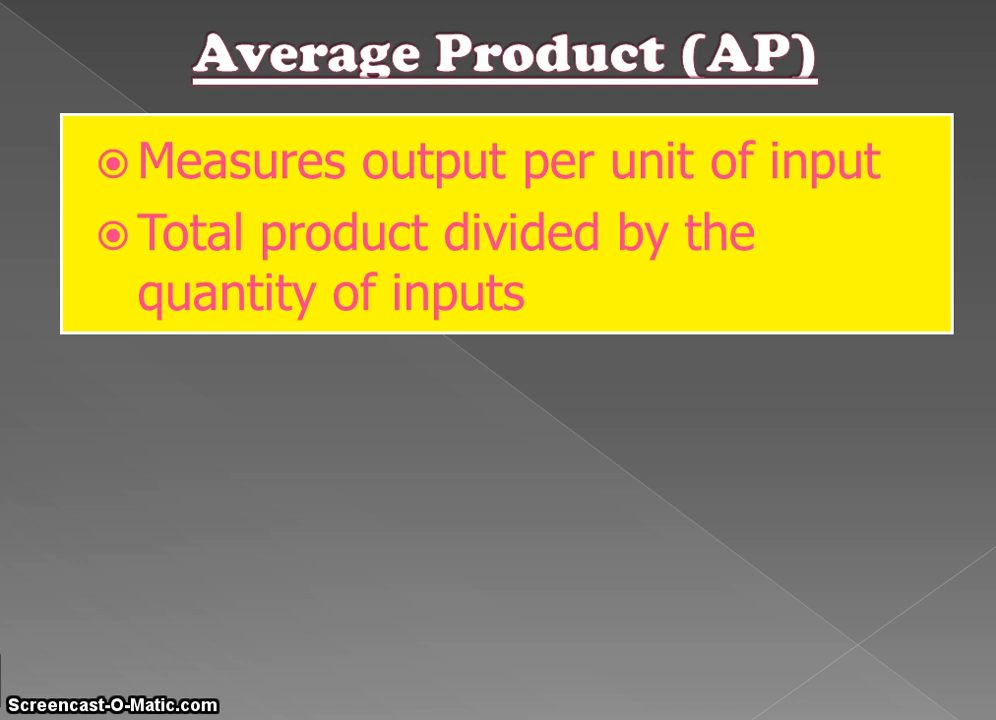 Average Product (AP)
Measures output per unit of input
Total product divided by the
quantity of inputs
Screencast-O-Matic.com